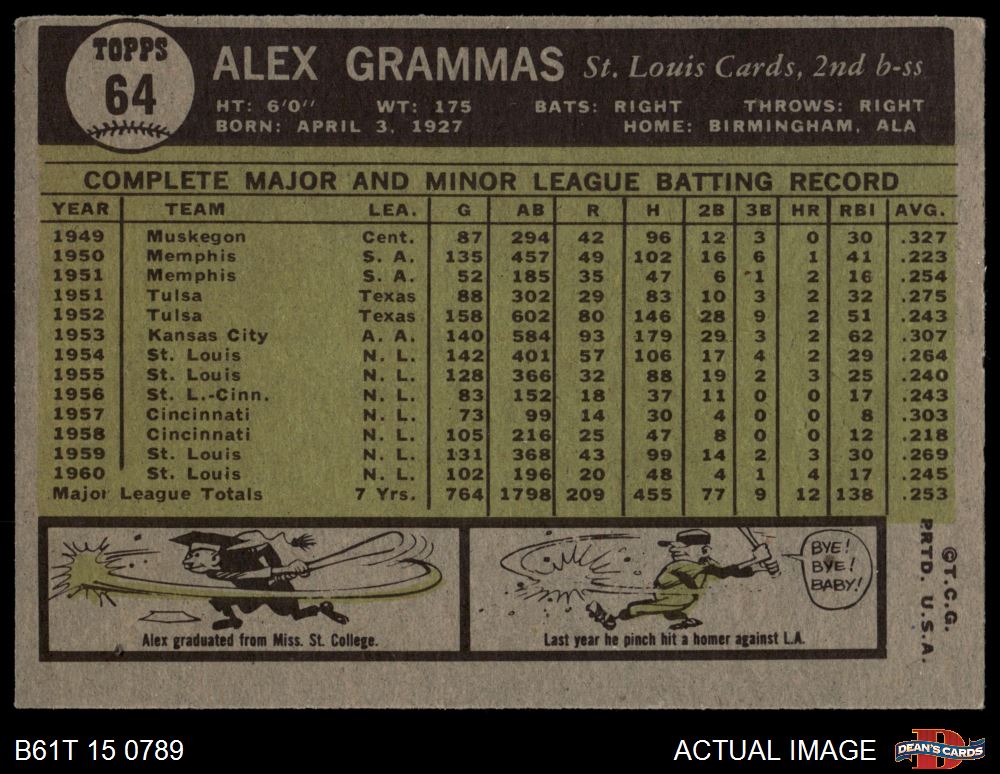 TOPPS
64
ALEX GRAMMAS St. Louis Cards, 2nd b-ss
HT: 6'0" WT: 175 BATS: RIGHT THROWS: RIGHT
BORN: APRIL 3, 1927 HOME: BIRMINGHAM, ALA
COMPLETE MAJOR AND MINOR LEAGUE BATTING RECORD
YEAR TEAM LEA. G AB R H 2B 3B HR RBI AVG.
1949 Muskegon Cent. 87 294 42 96 12 3 0 30 .327
1950 Memphis S. A. 135 457 49 102 16 6 1 41 .223
1951 Memphis S. A. 52 185 35 47 6 1 2 16 .254
1951 Tulsa Texas 88 302 29 83 10 3 2 32 .275
1952 Tulsa Texas 158 602 80 146 28 9 2 51 .243
1953 Kansas City A. A. 140 584 93 179 29 3 2 62 .307
1954 St. Louis N. L. 142 401 57 106 17 4 2 29 .264
1955 St. Louis N. L. 128 366 32 88 19 2 3 25 .240
1956 St. L.-Cinn. N. L. 83 152 18 37 11 0 0 17 .243
1957 Cincinnati N. L. 73 99 14 30 4 0 0 8 .303
1958 Cincinnati N. L. 105 216 25 47 8 0 0 12 .218
1959 St. Louis N. L. 131 368 43 99 14 2 3 30 .269
1960 St. Louis N. L. 102 196 20 48 4 1 4 17 .245
Major League Totals 7 Yrs. 764 1798 209 455 77 9 12 138 .253
BYE!
BYE!
BABY!
Alex graduated from Miss. St. College.
Last year he pinch hit a homer against L.A.
©T.C.G.
PRTD. U.S.A.
B61T 15 0789
ACTUAL IMAGE
D
DEAN'S CARDS